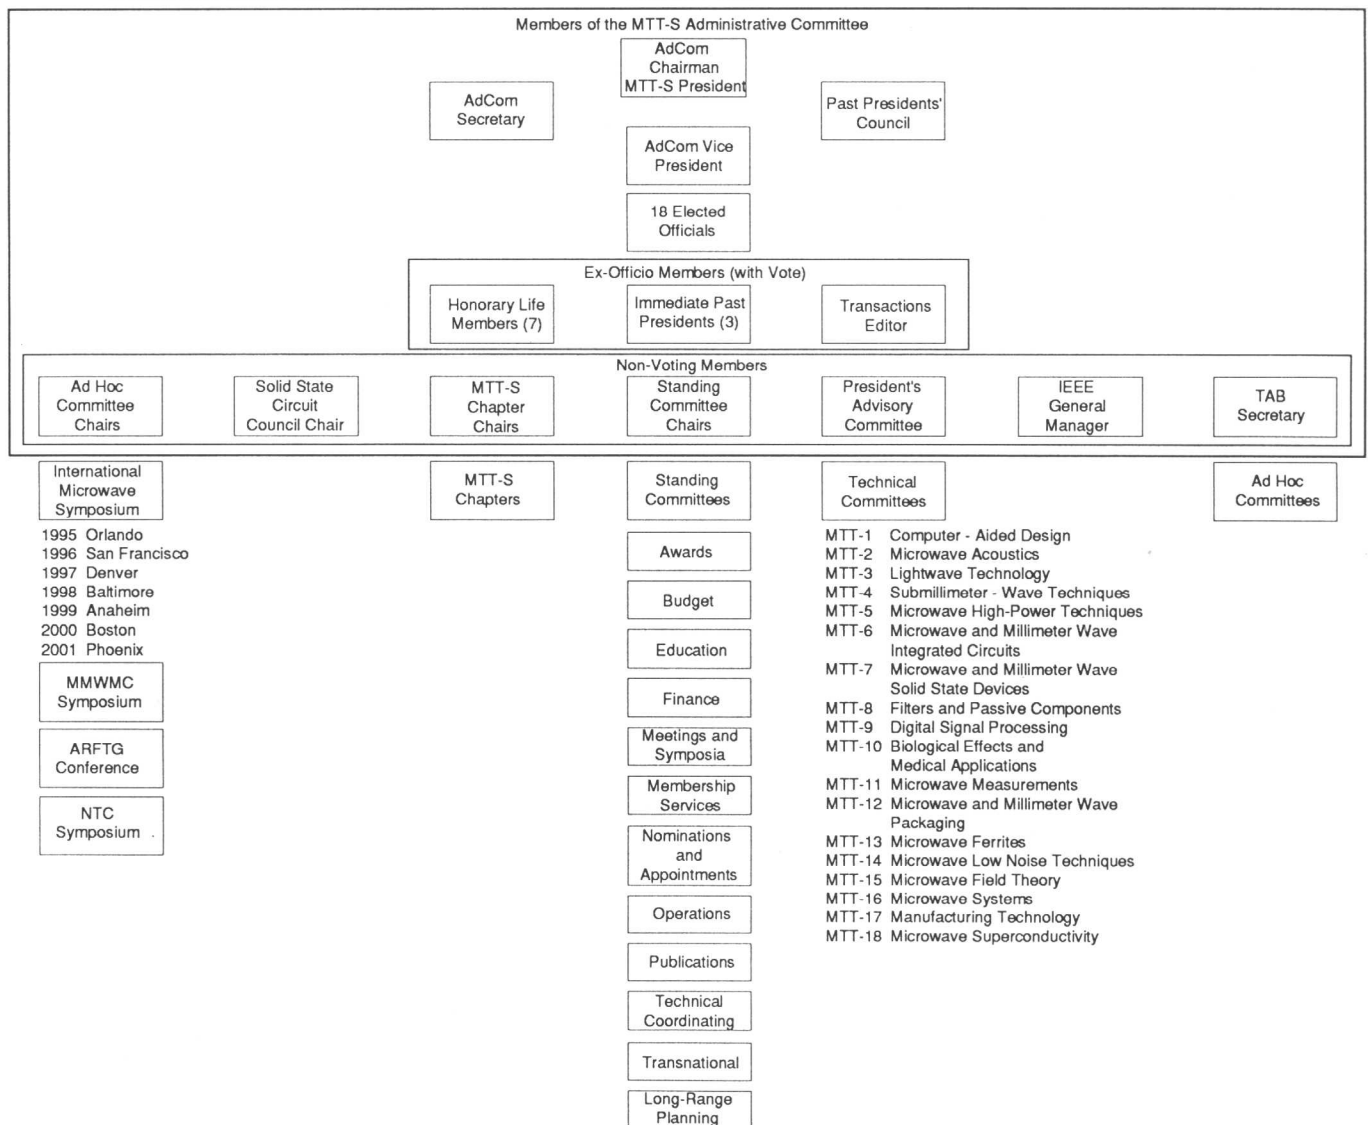 Members of the MTT-S Administrative Committee
AdCom
Chairman
MTT-S President
AdCom
Secretary
Past Presidents'
Council
AdCom Vice
President
18 Elected
Officials
Ex-Officio Members (with Vote)
Honorary Life
Members (7)
Immediate Past
Presidents (3)
Transactions
Editor
Non-Voting Members
Ad Hoc
Committee
Chairs
Solid State
Circuit
Council Chair
MTT-S
Chapter
Chairs
Standing
Committee
Chairs
President's
Advisory
Committee
IEEE
General
Manager
TAB
Secretary
International
Microwave
Symposium
1995 Orlando
1996 San Francisco
1997 Denver
1998 Baltimore
1999 Anaheim
2000 Boston
2001 Phoenix
MMWMC
Symposium
ARFTG
Conference
NTC
Symposium
MTT-S
Chapters
Standing
Committees
Awards
Budget
Education
Finance
Meetings and
Symposia
Membership
Services
Nominations
and
Appointments
Operations
Publications
Technical
Coordinating
Transnational
Long-Range
Planning
Technical
Committees
MTT-1 Computer - Aided Design
MTT-2 Microwave Acoustics
MTT-3 Lightwave Technology
MTT-4 Submillimeter - Wave Techniques
MTT-5 Microwave High-Power Techniques
MTT-6 Microwave and Millimeter Wave
Integrated Circuits
MTT-7 Microwave and Millimeter Wave
Solid State Devices
MTT-8 Filters and Passive Components
MTT-9 Digital Signal Processing
MTT-10 Biological Effects and
Medical Applications
MTT-11 Microwave Measurements
MTT-12 Microwave and Millimeter Wave
Packaging
MTT-13 Microwave Ferrites
MTT-14 Microwave Low Noise Techniques
MTT-15 Microwave Field Theory
MTT-16 Microwave Systems
MTT-17 Manufacturing Technology
MTT-18 Microwave Superconductivity
Ad Hoc
Committees